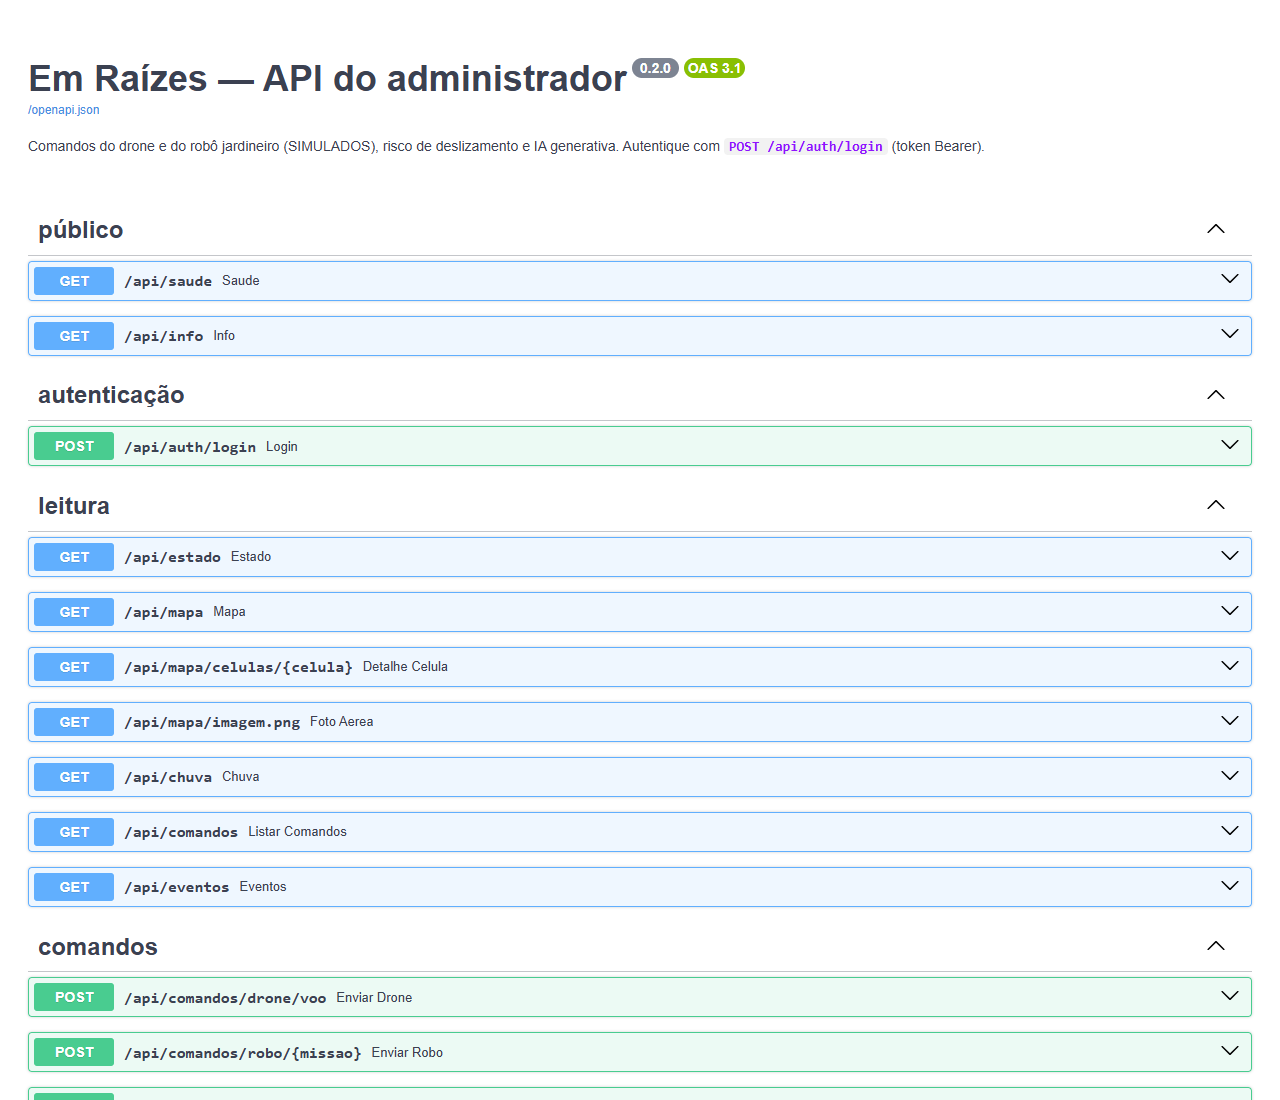 Em Raízes — API do administrador 0.2.0 OAS 3.1
/openapi.json
Comandos do drone e do robô jardineiro (SIMULADOS), risco de deslizamento e IA generativa. Autentique com POST /api/auth/login (token Bearer).
público
GET /api/saude Saude
GET /api/info Info
autenticação
POST /api/auth/login Login
leitura
GET /api/estado Estado
GET /api/mapa Mapa
GET /api/mapa/celulas/{celula} Detalhe Celula
GET /api/mapa/imagem.png Foto Aerea
GET /api/chuva Chuva
GET /api/comandos Listar Comandos
GET /api/eventos Eventos
comandos
POST /api/comandos/drone/voo Enviar Drone
POST /api/comandos/robo/{missao} Enviar Robo